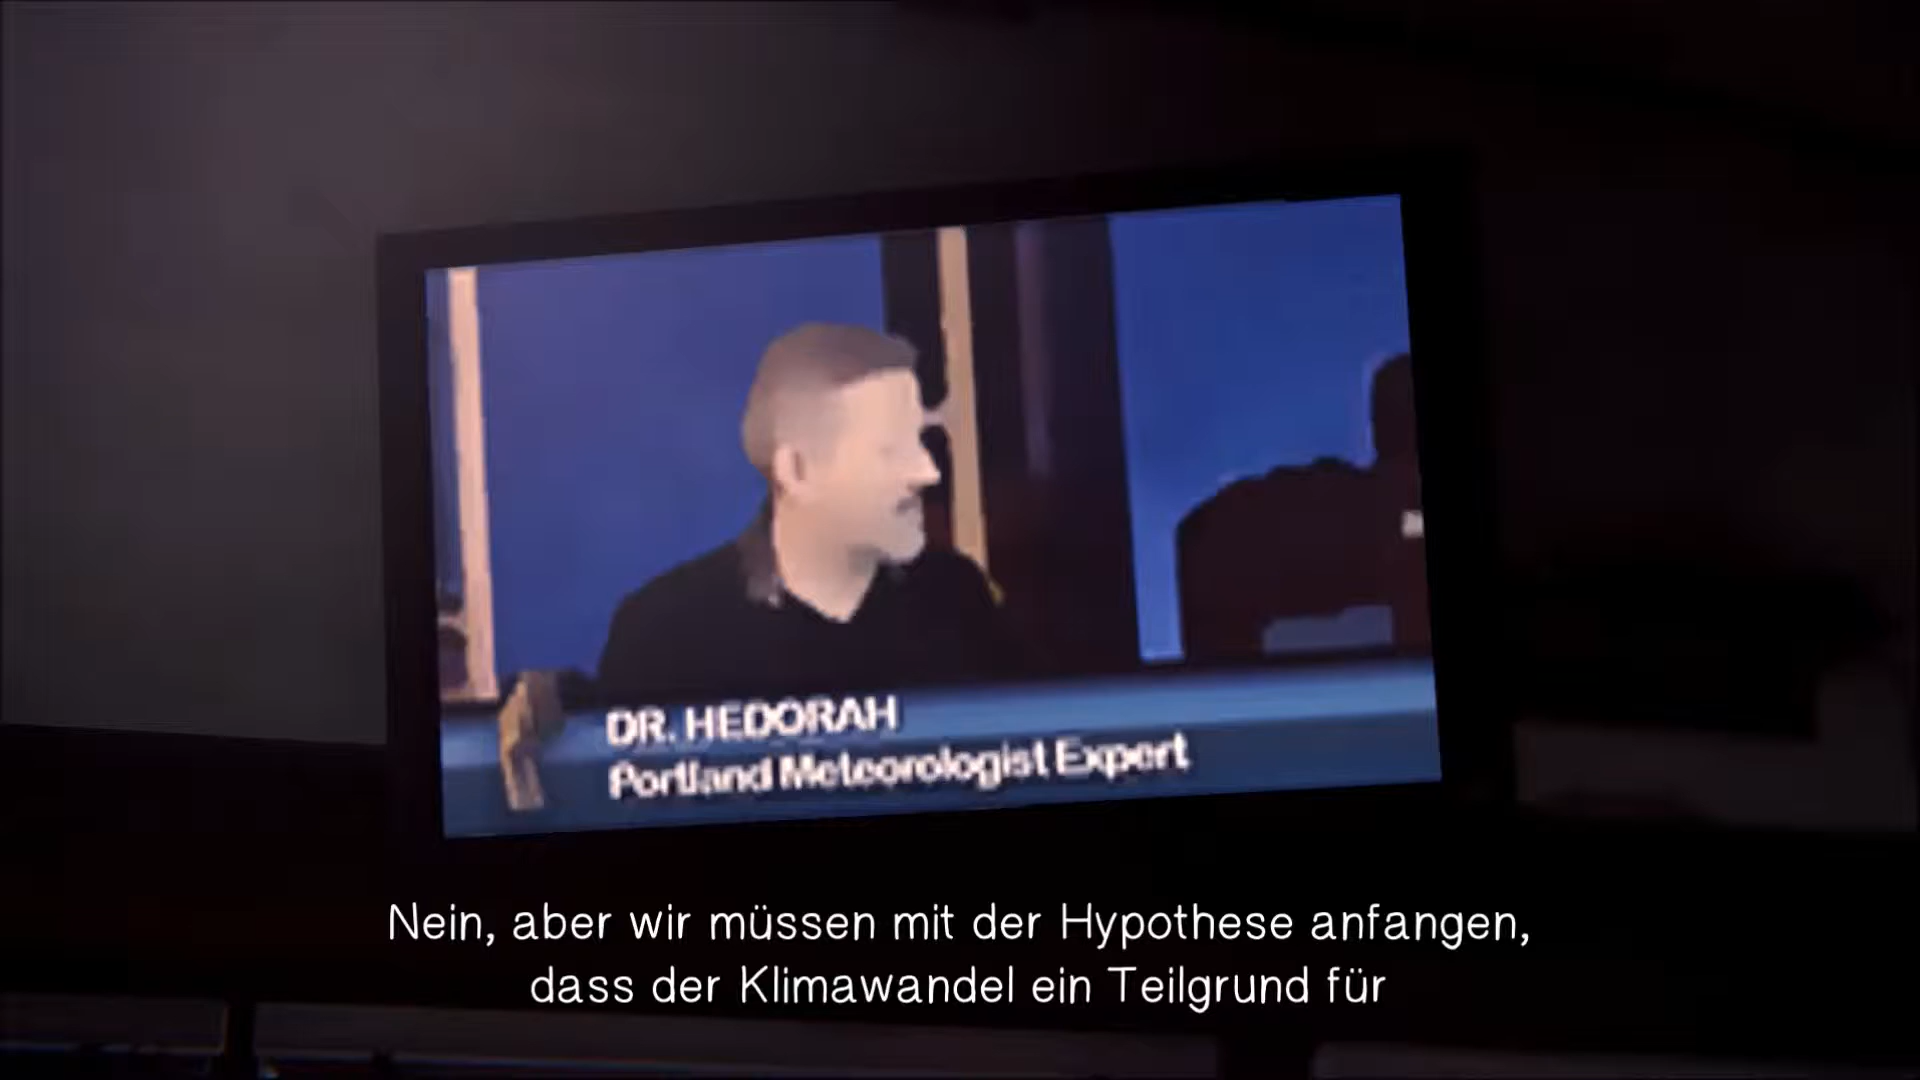 DR. HEDORAH
Portland Meteorologist Expert
Nein, aber wir müssen mit der Hypothese anfangen,
dass der Klimawandel ein Teilgrund für